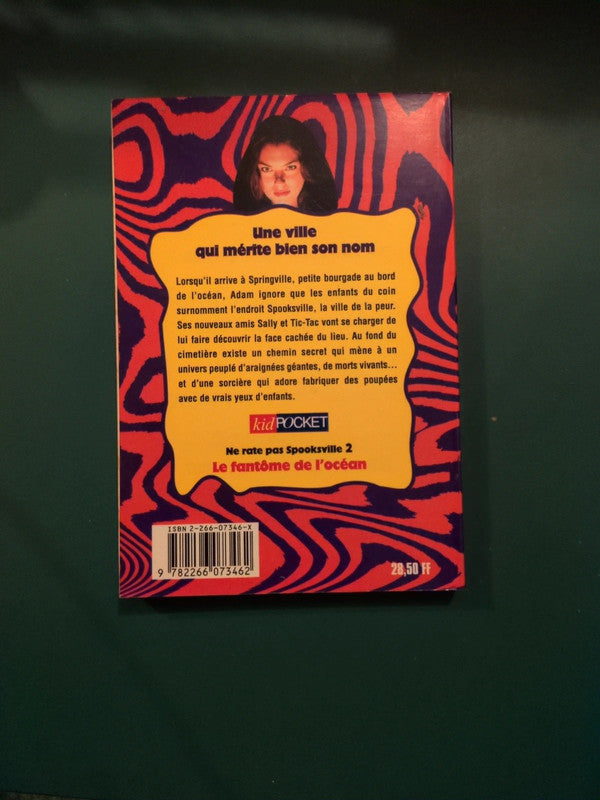 Une ville
qui mérite bien son nom
Lorsqu'il arrive à Springville, petite bourgade au bord
de l'océan, Adam ignore que les enfants du coin
surnomment l'endroit Spooksville, la ville de la peur.
Ses nouveaux amis Sally et Tic-Tac vont se charger de
lui faire découvrir la face cachée du lieu. Au fond du
cimetière existe un chemin secret qui mène à un
univers peuplé d'araignées géantes, de morts vivants...
et d'une sorcière qui adore fabriquer des poupées
avec de vrais yeux d'enfants.
kid POCKET
Ne rate pas Spooksville 2
Le fantôme de l'océan
ISBN 2-266-07346-X
9 782266 073462
28,50 FF